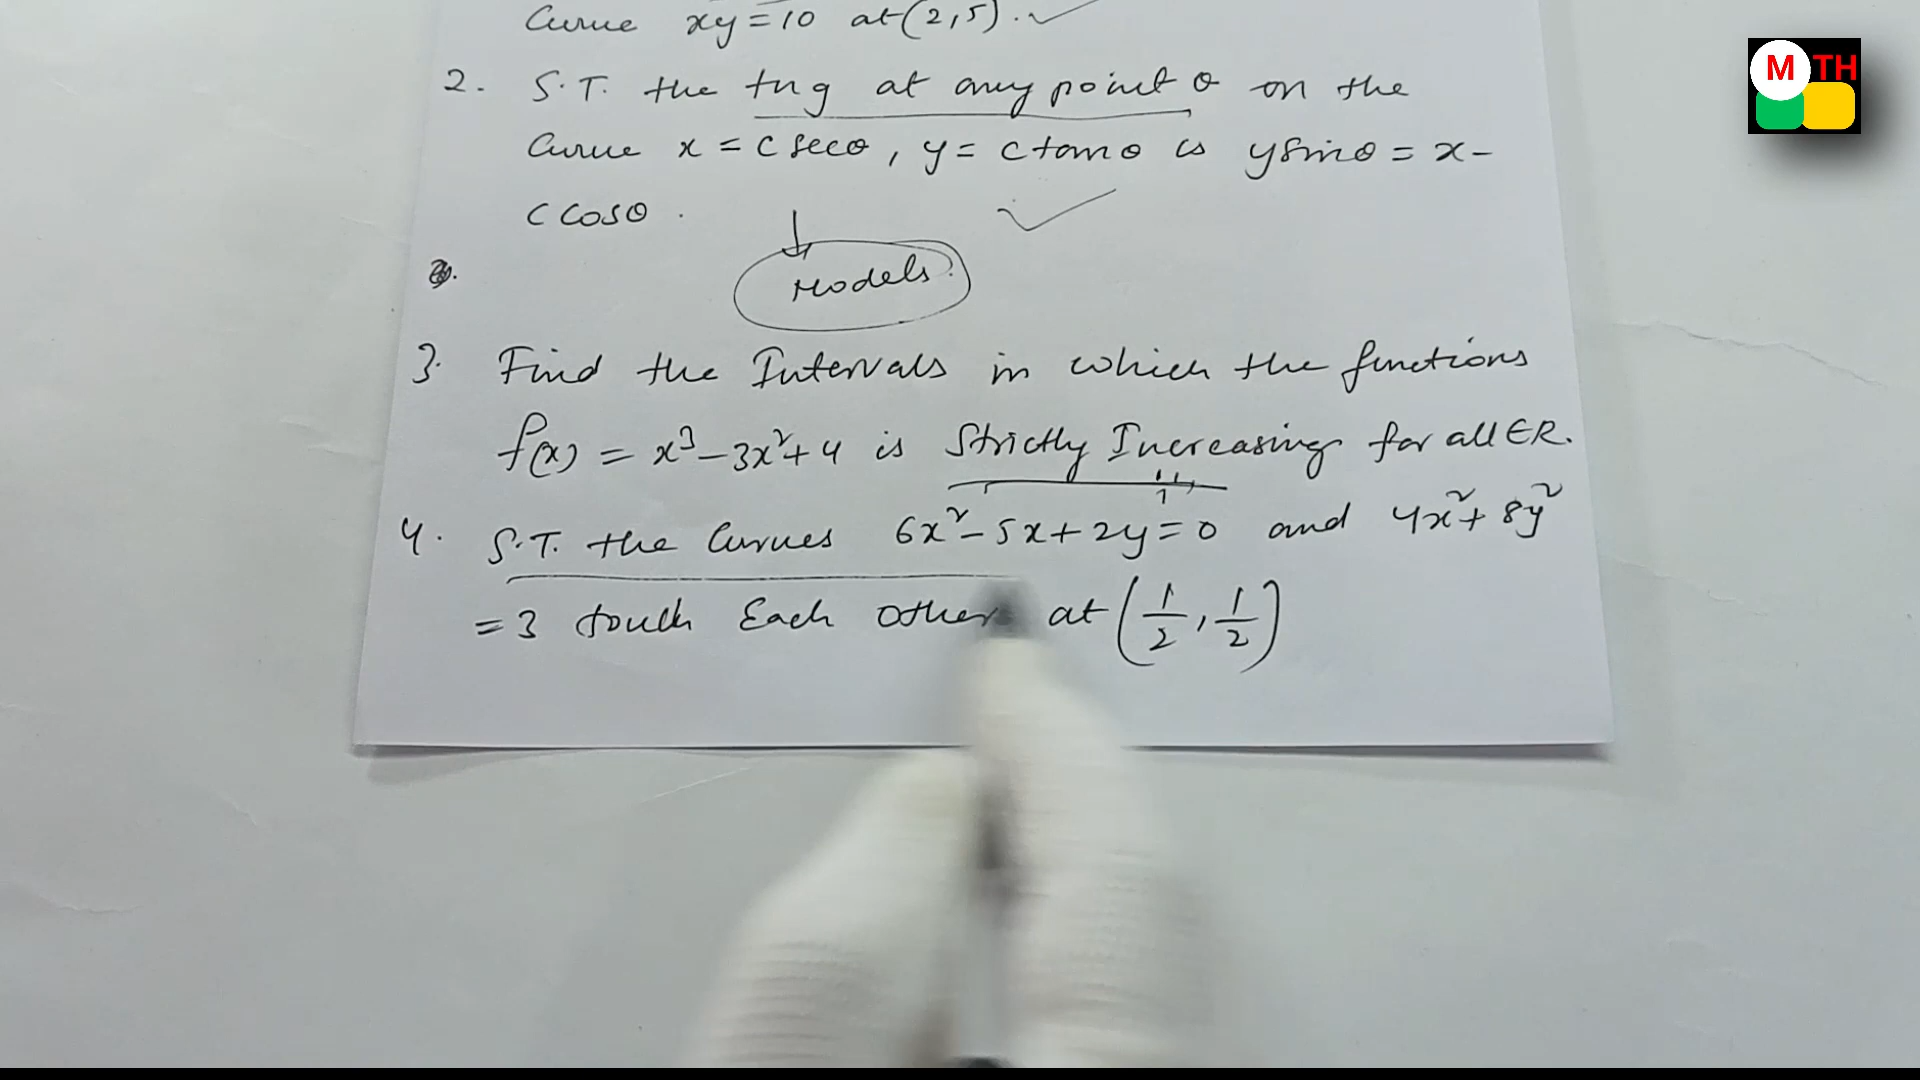 Curve xy = 10 at (2,5).
2. S.T. the tng at any point θ on the
Curve x = c secθ, y = c tanθ is y sinθ = x -
c cosθ.
Models.
3. Find the Intervals in which the functions
f(x) = x³ - 3x² + 4 is Strictly Increasing for all ∈ R.
4. S.T. the Curves 6x² - 5x + 2y = 0 and 4x² + 8y²
= 3 touch Each Other at (1/2, 1/2)
M TH